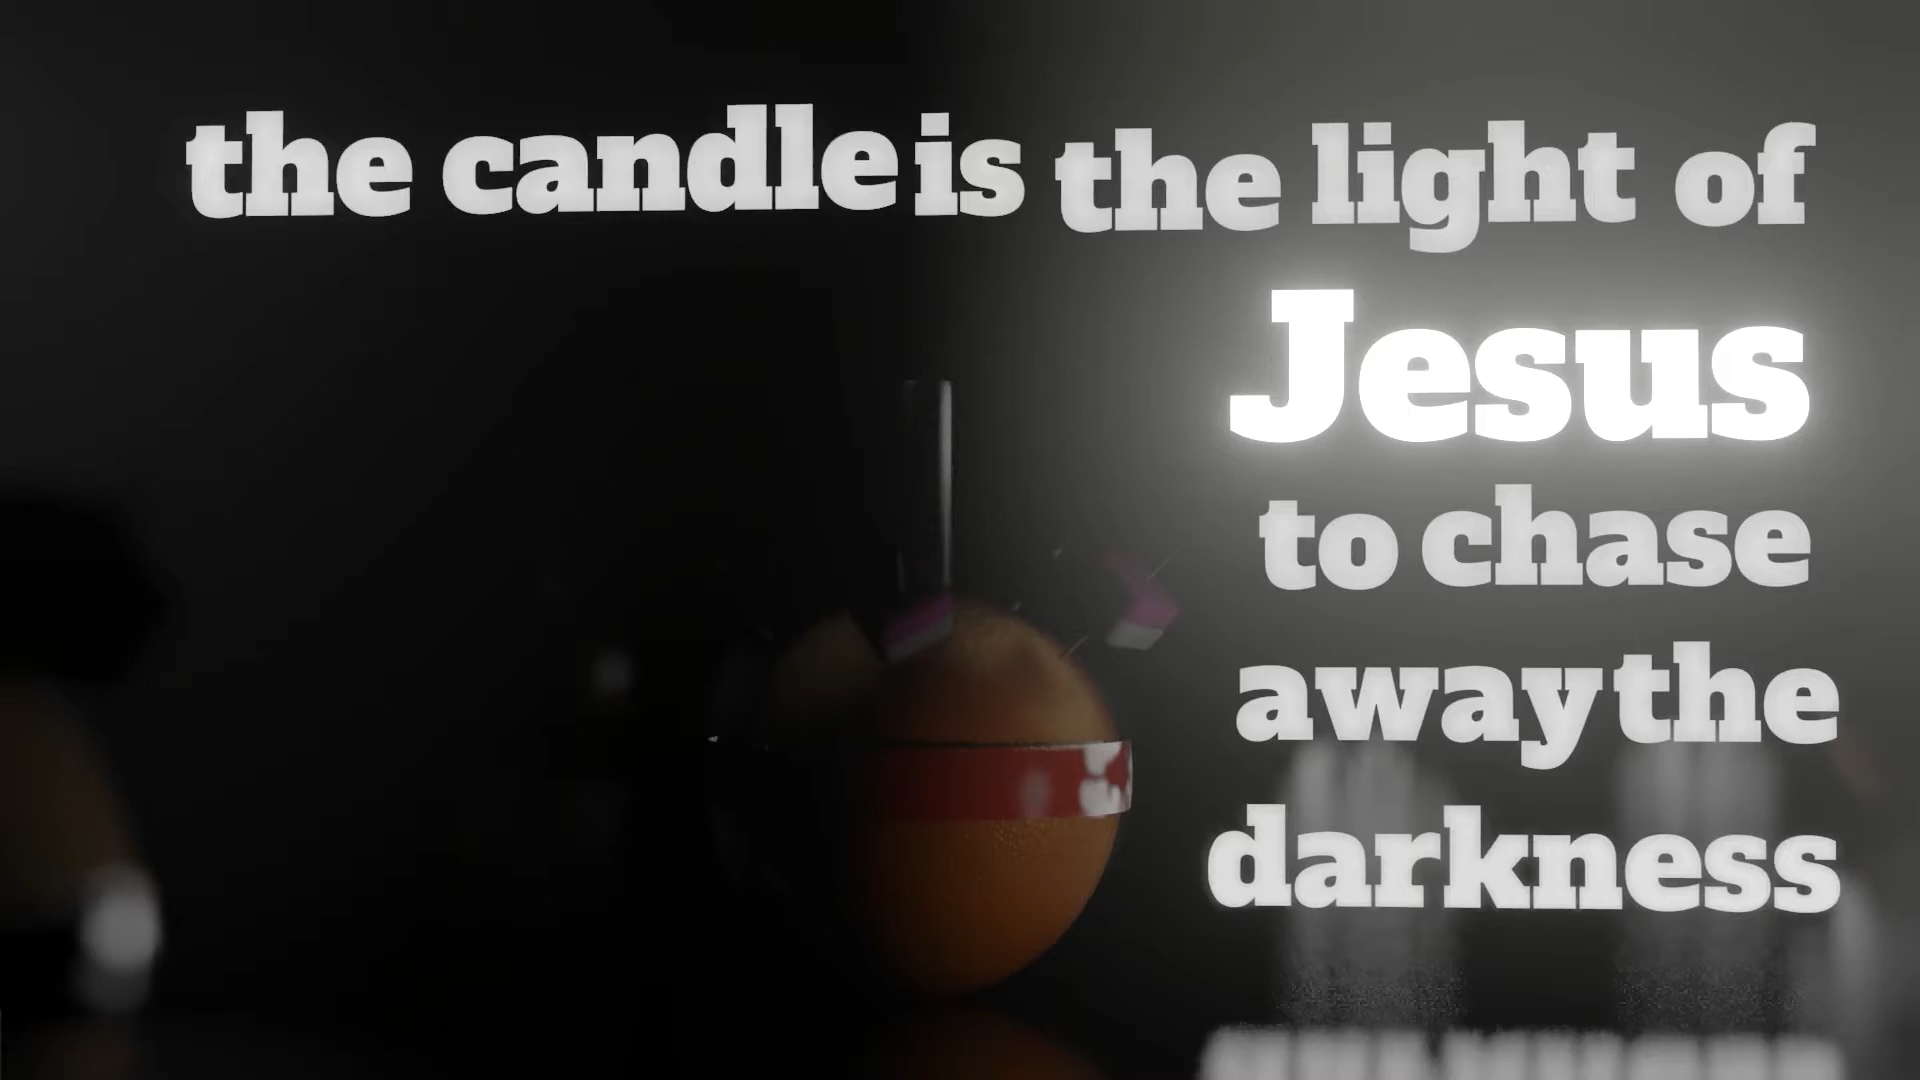 the candle is the light of
Jesus
to chase
away the
darkness